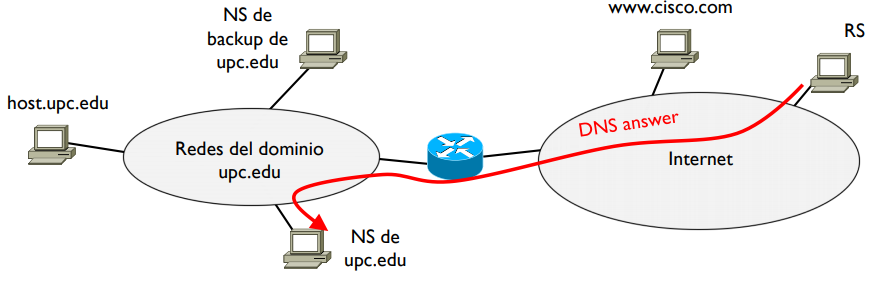 NS de
backup de
upc.edu
www.cisco.com
RS
host.upc.edu
DNS answer
Redes del dominio
upc.edu
Internet
NS de
upc.edu